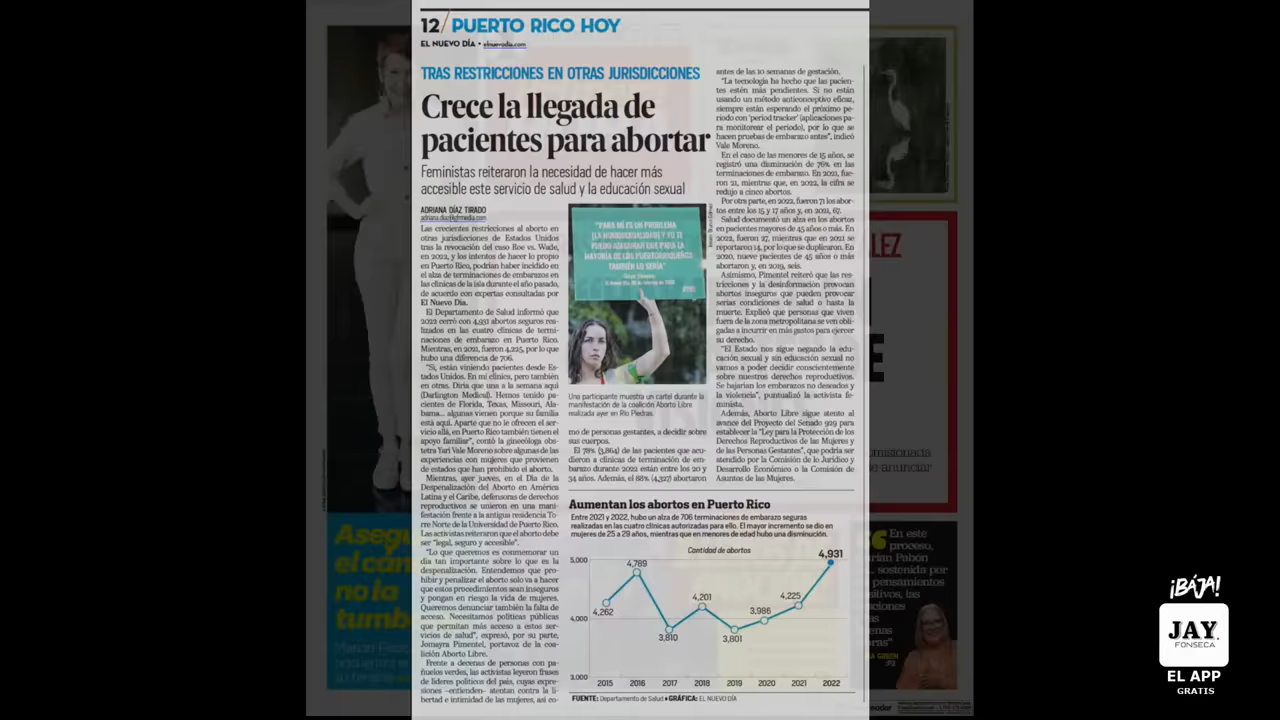 12/PUERTO RICO HOY
EL NUEVO DÍA • elnuevodia.com
TRAS RESTRICCIONES EN OTRAS JURISDICCIONES
Crece la llegada de
pacientes para abortar
Feministas reiteraron la necesidad de hacer más
accesible este servicio de salud y la educación sexual
ADRIANA DÍAZ TIRADO
adriana.diaz@gfrmedia.com
Las crecientes restricciones al aborto en
otras jurisdicciones de Estados Unidos
tras la revocación del caso Roe vs. Wade,
en 2022, y los intentos de hacer lo propio
en Puerto Rico, podrían haber incidido en
el alza de terminaciones de embarazos en
las clínicas de la isla durante el año pasado,
de acuerdo con expertas consultadas por
El Nuevo Día.
El Departamento de Salud informó que
2022 cerró con 4,931 abortos seguros rea-
lizados en las cuatro clínicas de termi-
naciones de embarazo en Puerto Rico.
Mientras, en 2021, fueron 4,225, por lo que
hubo una diferencia de 706.
"Sí, están viniendo pacientes desde Es-
tados Unidos. En mi clínica, pero también
en otras. Diría que una a la semana aquí
(Darlington Medical). Hemos tenido pa-
cientes de Florida, Texas, Missouri, Ala-
bama... algunas vienen porque su familia
está aquí. Aparte que no le ofrecen el ser-
vicio allá, en Puerto Rico también tienen el
apoyo familiar", contó la ginecóloga obs-
tetra Yari Vale Moreno sobre algunas de las
experiencias con mujeres que provienen
de estados que han prohibido el aborto.
Mientras, ayer jueves, en el Día de la
Despenalización del Aborto en América
Latina y el Caribe, defensoras de derechos
reproductivos se unieron en una mani-
festación frente a la antigua residencia To-
rre Norte de la Universidad de Puerto Rico.
Las activistas reiteraron que el aborto debe
ser "legal, seguro y accesible".
"Lo que queremos es conmemorar un
día tan importante sobre lo que es la
despenalización. Entendemos que pro-
hibir y penalizar el aborto solo va a hacer
que estos procedimientos sean inseguros
y pongan en riesgo la vida de mujeres.
Queremos denunciar también la falta de
acceso. Necesitamos políticas públicas
que permitan más acceso a estos ser-
vicios de salud", expresó, por su parte,
Jomayra Pimentel, portavoz de la coa-
lición Aborto Libre.
Frente a decenas de personas con pa-
ñuelos verdes, las activistas leyeron frases
de líderes políticos del país, cuyas expre-
siones –entienden– atentan contra la li-
bertad e intimidad de las mujeres, así co-
"PARA MÍ ES UN PROBLEMA
(LA HOMOSEXUALIDAD) Y YO TE
PUEDO ASEGURAR QUE PARA LA
MAYORÍA DE LOS PUERTORRIQUEÑOS
TAMBIÉN LO SERÍA"
Una participante muestra un cartel durante la
manifestación de la coalición Aborto Libre
realizada ayer en Río Piedras.
mo de personas gestantes, a decidir sobre
sus cuerpos.
El 78% (3,864) de las pacientes que acu-
dieron a clínicas de terminación de em-
barazo durante 2022 están entre los 20 y
34 años. Además, el 88% (4,327) abortaron
antes de las 10 semanas de gestación.
"La tecnología ha hecho que las pacien-
tes estén más pendientes. Si no están
usando un método anticonceptivo eficaz,
siempre están esperando el próximo pe-
riodo con 'period tracker' (aplicaciones pa-
ra monitorear el periodo), por lo que se
hacen pruebas de embarazo antes", indicó
Vale Moreno.
En el caso de las menores de 15 años, se
registró una disminución de 76% en las
terminaciones de embarazo. En 2021, fue-
ron 21, mientras que, en 2022, la cifra se
redujo a cinco abortos.
Por otra parte, en 2022, fueron 71 los abor-
tos entre los 15 y 17 años y, en 2021, 67.
Salud documentó un alza en los abortos
en pacientes mayores de 45 años o más. En
2022, fueron 27, mientras que en 2021 se
reportaron 14, por lo que se duplicaron. En
2020, nueve pacientes de 45 años o más
abortaron y, en 2019, seis.
Asimismo, Pimentel reiteró que las res-
tricciones y la desinformación provocan
abortos inseguros que pueden provocar
serias condiciones de salud o hasta la
muerte. Explicó que personas que viven
fuera de la zona metropolitana se ven obli-
gadas a incurrir en más gastos para ejercer
su derecho.
"El Estado nos sigue negando la edu-
cación sexual y sin educación sexual no
vamos a poder decidir conscientemente
sobre nuestros derechos reproductivos.
Se bajarían los embarazos no deseados y
la violencia", puntualizó la activista fe-
minista.
Además, Aborto Libre sigue atento al
avance del Proyecto del Senado 929 para
establecer la "Ley para la Protección de los
Derechos Reproductivos de las Mujeres y
de las Personas Gestantes", que podría ser
atendido por la Comisión de lo Jurídico y
Desarrollo Económico o la Comisión de
Asuntos de las Mujeres.
Aumentan los abortos en Puerto Rico
Entre 2021 y 2022, hubo un alza de 706 terminaciones de embarazo seguras
realizadas en las cuatro clínicas autorizadas para ello. El mayor incremento se dio en
mujeres de 25 a 29 años, mientras que en menores de edad hubo una disminución.
Cantidad de abortos
5,000
4,000
3,000
4,262
4,789
3,810
4,201
3,801
3,986
4,225
4,931
2015 2016 2017 2018 2019 2020 2021 2022
FUENTE: Departamento de Salud • GRÁFICA: EL NUEVO DÍA
En este
proceso,
¡BÁJA!
JAY.
FONSECA
EL APP
GRATIS